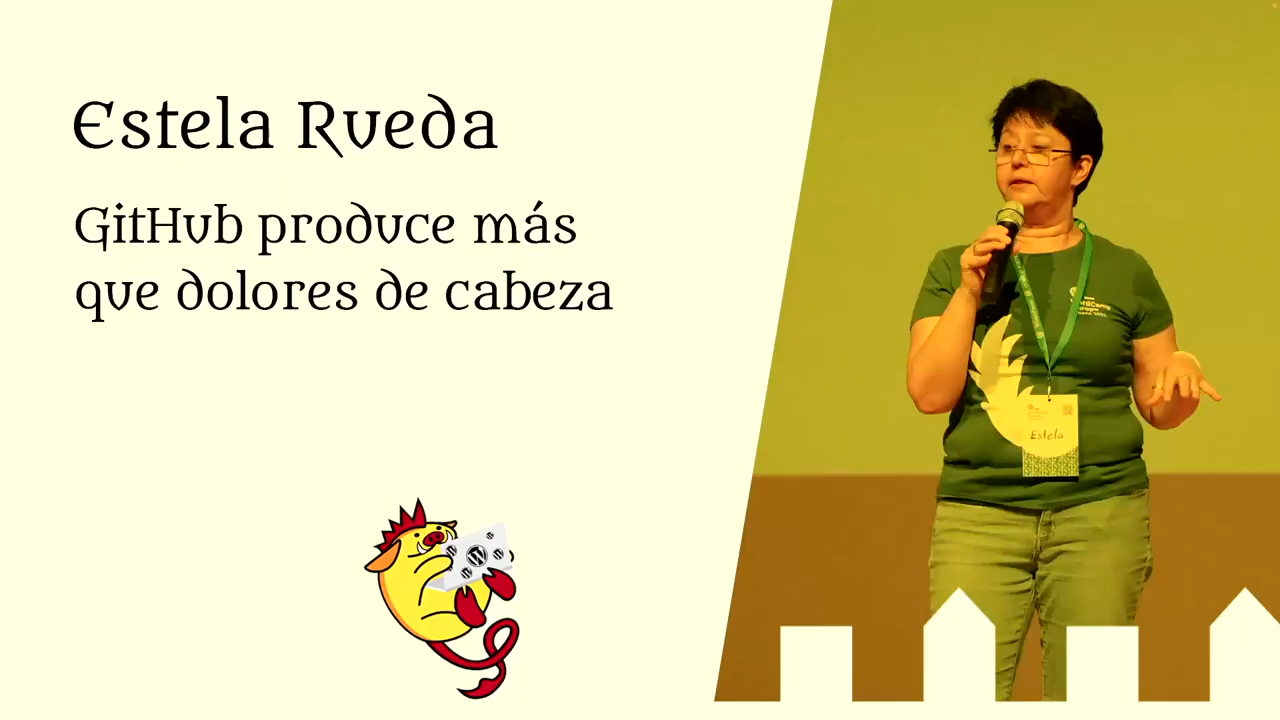 Estela Rueda
GitHub produce más
que dolores de cabeza
Estela